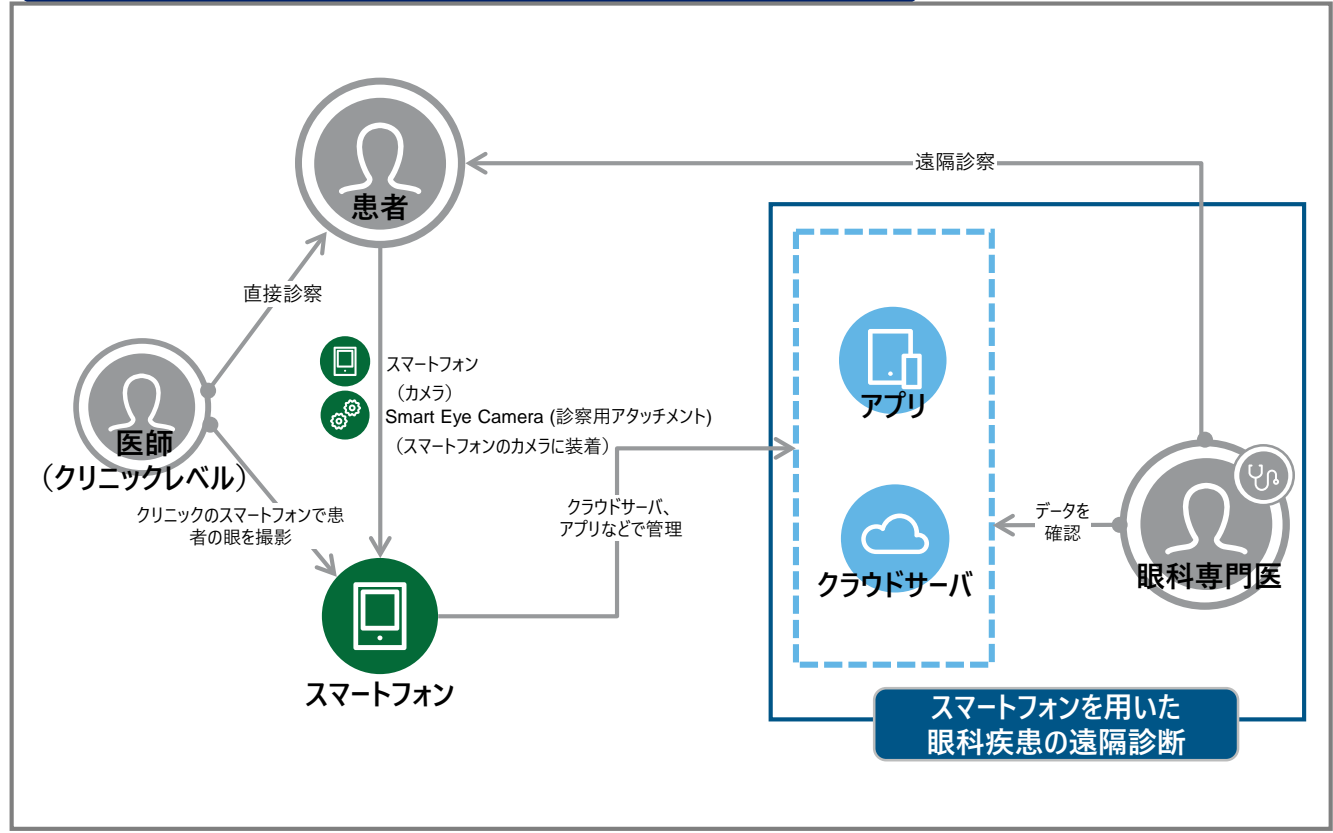 遠隔診察
患者
直接診察
スマートフォン
（カメラ）
Smart Eye Camera (診察用アタッチメント)
（スマートフォンのカメラに装着）
医師
（クリニックレベル）
クリニックのスマートフォンで患
者の眼を撮影
クラウドサーバ、
アプリなどで管理
スマートフォン
アプリ
クラウドサーバ
データを
確認
眼科専門医
スマートフォンを用いた
眼科疾患の遠隔診断